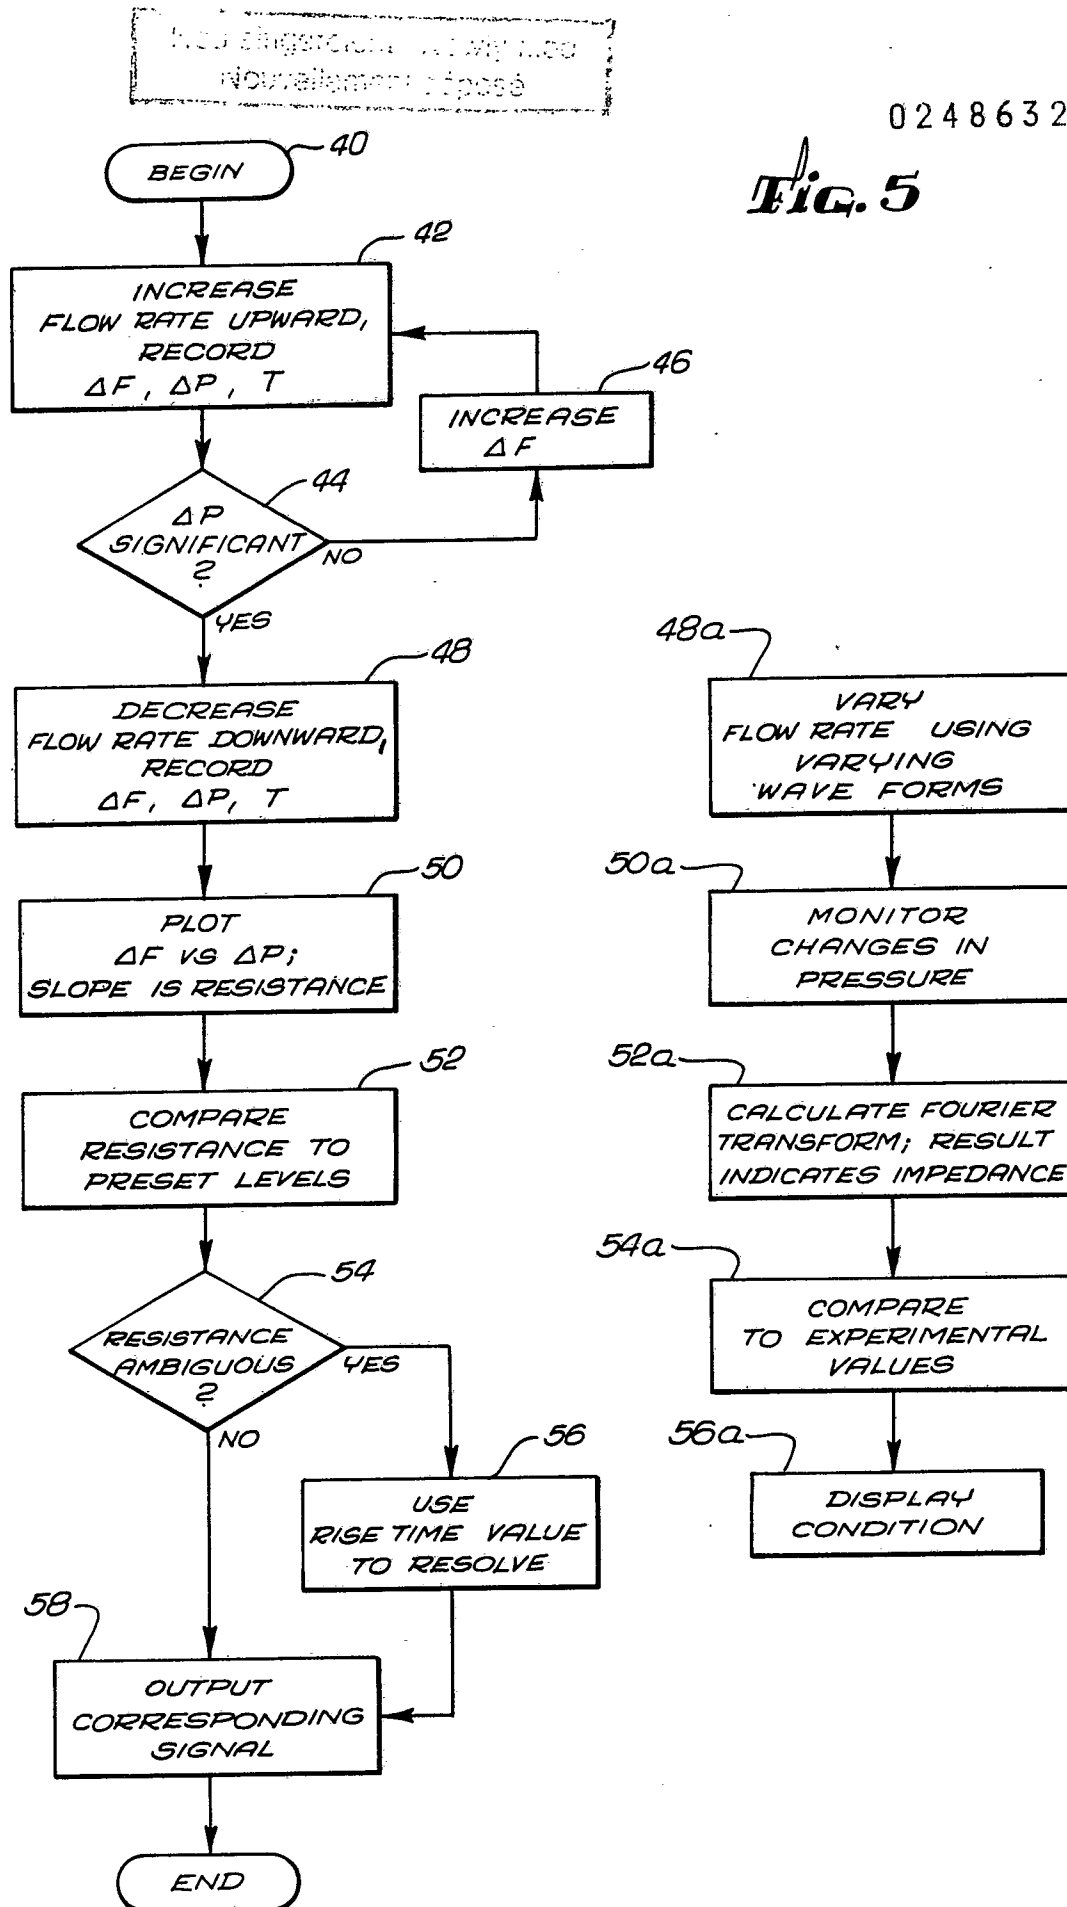 Nouvellement déposé
0248632
Fig. 5
BEGIN
40
42
INCREASE
FLOW RATE UPWARD,
RECORD
ΔF, ΔP, T
46
INCREASE
ΔF
44
ΔP
SIGNIFICANT
?
NO
YES
48
DECREASE
FLOW RATE DOWNWARD,
RECORD
ΔF, ΔP, T
50
PLOT
ΔF VS ΔP;
SLOPE IS RESISTANCE
52
COMPARE
RESISTANCE TO
PRESET LEVELS
54
RESISTANCE
AMBIGUOUS
?
YES
NO
56
USE
RISE TIME VALUE
TO RESOLVE
58
OUTPUT
CORRESPONDING
SIGNAL
END
48a
VARY
FLOW RATE USING
VARYING
WAVE FORMS
50a
MONITOR
CHANGES IN
PRESSURE
52a
CALCULATE FOURIER
TRANSFORM; RESULT
INDICATES IMPEDANCE
54a
COMPARE
TO EXPERIMENTAL
VALUES
56a
DISPLAY
CONDITION